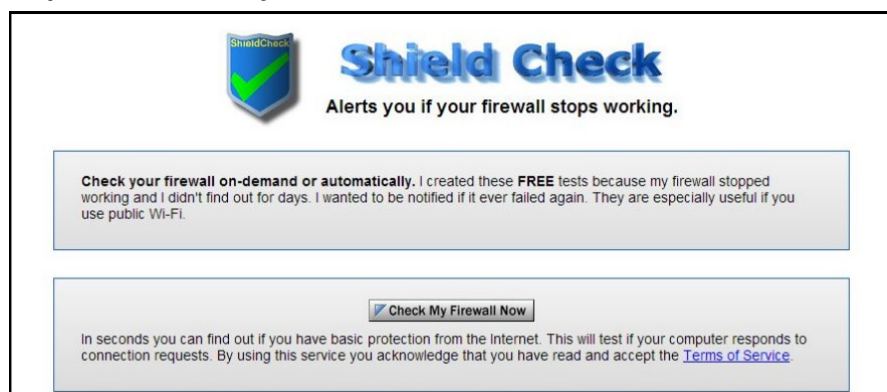 ShieldCheck
Shield Check
Alerts you if your firewall stops working.
Check your firewall on-demand or automatically. I created these FREE tests because my firewall stopped
working and I didn't find out for days. I wanted to be notified if it ever failed again. They are especially useful if you
use public Wi-Fi.
Check My Firewall Now
In seconds you can find out if you have basic protection from the Internet. This will test if your computer responds to
connection requests. By using this service you acknowledge that you have read and accept the Terms of Service.